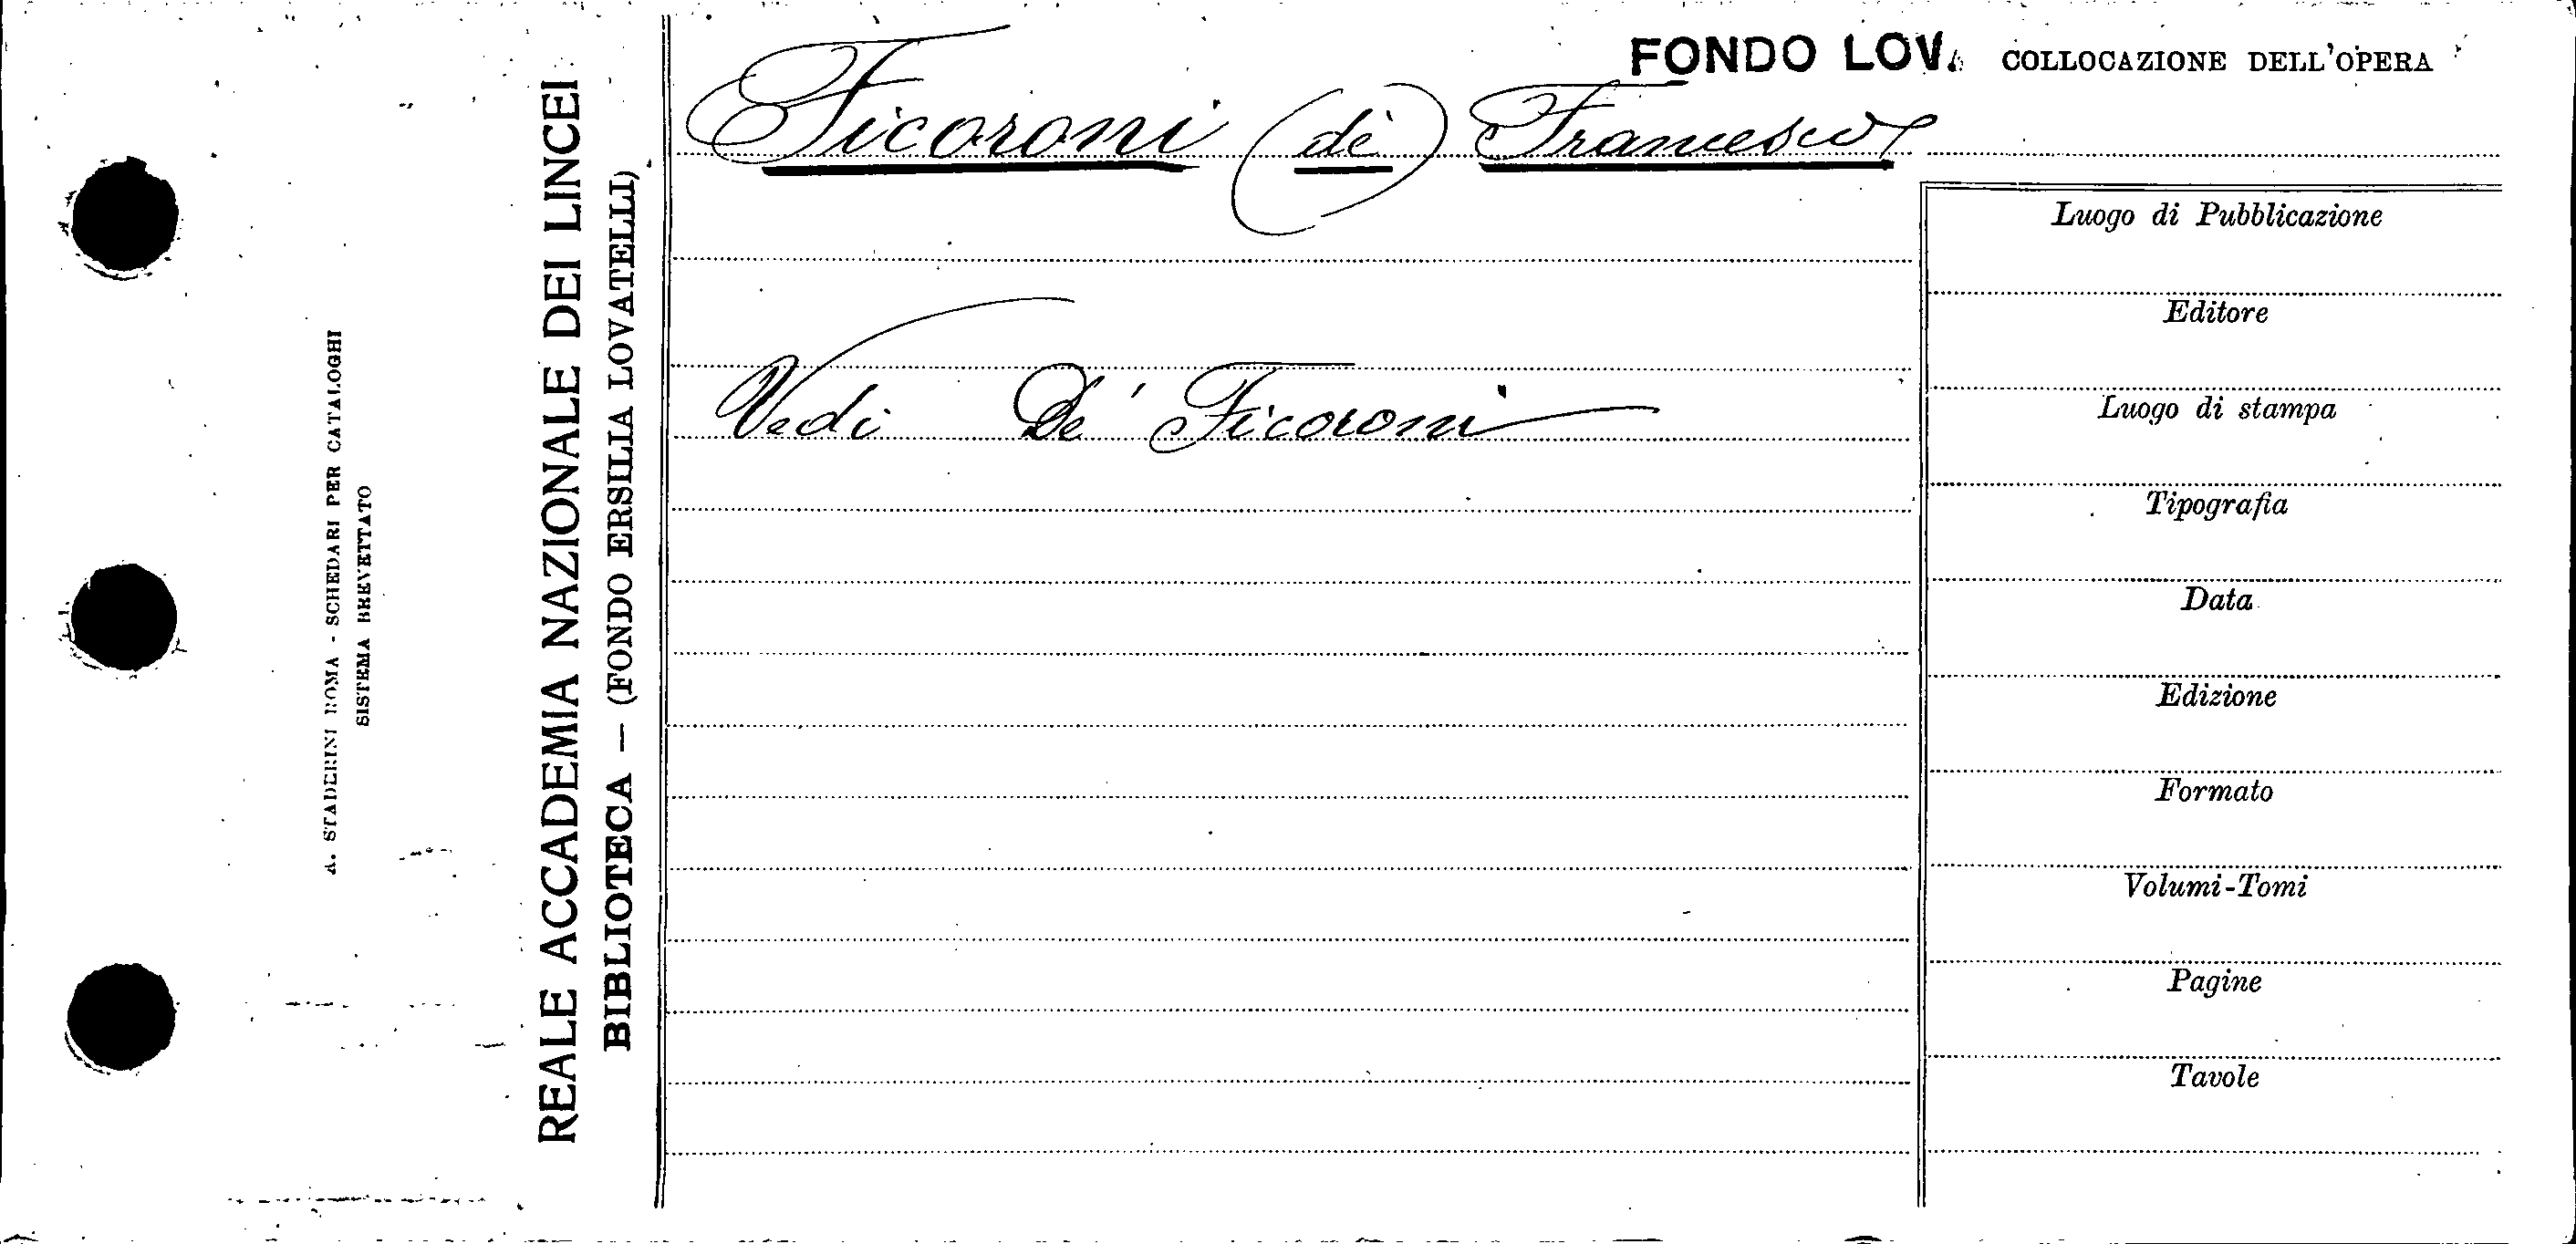 A. STADERINI ROMA - SCHEDARI PER CATALOGHI
SISTEMA BREVETTATO
REALE ACCADEMIA NAZIONALE DEI LINCEI
BIBLIOTECA — (FONDO ERSILIA LOVATELLI)
FONDO LOV.
COLLOCAZIONE DELL'OPERA
Ficoroni (dè) Francesco
Vedi De' Ficoroni
Luogo di Pubblicazione
Editore
Luogo di stampa
Tipografia
Data
Edizione
Formato
Volumi-Tomi
Pagine
Tavole